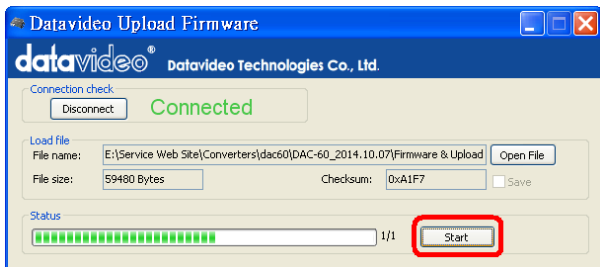 Datavideo Upload Firmware
datavideo® Datavideo Technologies Co., Ltd.
Connection check
Disconnect Connected
Load file
File name: E:\Service Web Site\Converters\dac60\DAC-60_2014.10.07\Firmware & Upload Open File
File size: 59480 Bytes Checksum: 0xA1F7 Save
Status
1/1 Start